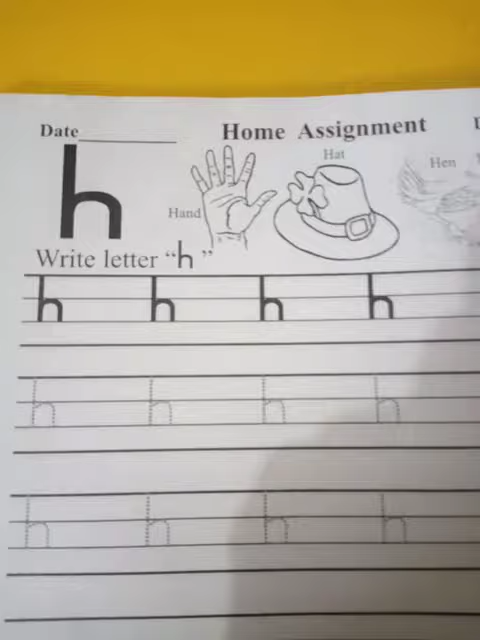 Date
Home Assignment
h
Hand
Hat
Hen
Write letter “h”
h h h h
h h h h
h h h h